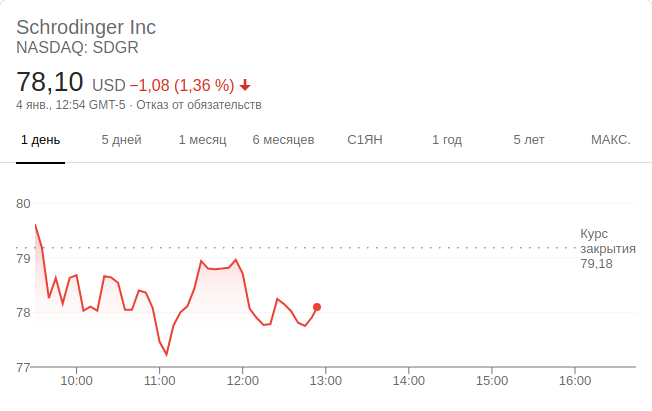 Schrodinger Inc
NASDAQ: SDGR
78,10 USD −1,08 (1,36 %)
4 янв., 12:54 GMT-5 · Отказ от обязательств
1 день 5 дней 1 месяц 6 месяцев С1ЯН 1 год 5 лет МАКС.
80
Курс
закрытия
79,18
79
78
77
10:00 11:00 12:00 13:00 14:00 15:00 16:00